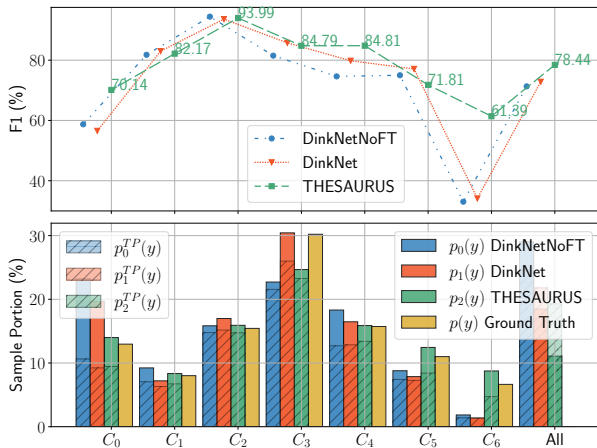 F1 (%)
80
60
40
70.14
82.17
93.99
84.79
84.81
71.81
61.39
78.44
DinkNetNoFT
DinkNet
THESAURUS
Sample Portion (%)
30
20
10
0
p_0^{TP}(y)
p_1^{TP}(y)
p_2^{TP}(y)
p_0(y) DinkNetNoFT
p_1(y) DinkNet
p_2(y) THESAURUS
p(y) Ground Truth
C_0 C_1 C_2 C_3 C_4 C_5 C_6 All